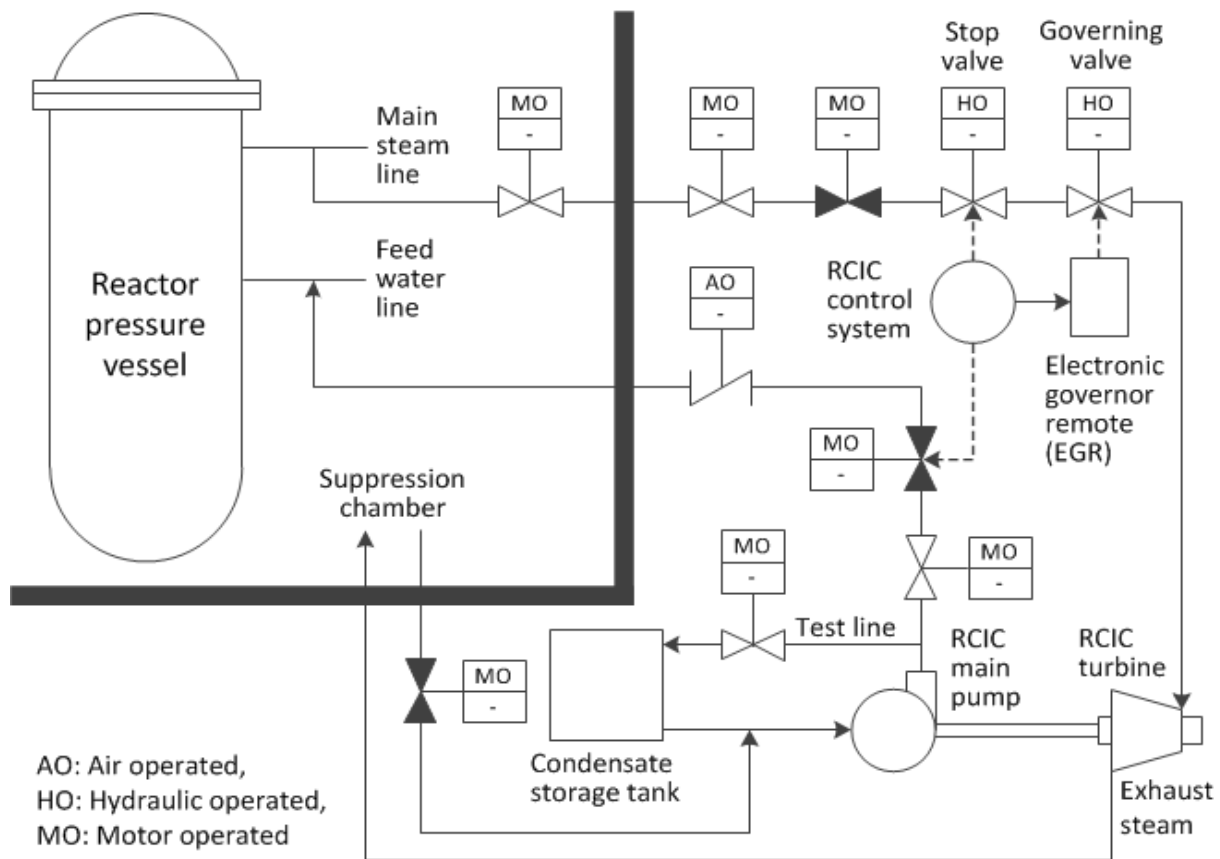 Stop
valve
Governing
valve
MO
-
MO
-
MO
-
HO
-
HO
-
Main
steam
line
Feed
water
line
Reactor
pressure
vessel
AO
-
RCIC
control
system
Electronic
governor
remote
(EGR)
MO
-
Suppression
chamber
MO
-
MO
-
Test line
RCIC
main
pump
RCIC
turbine
MO
-
Condensate
storage tank
Exhaust
steam
AO: Air operated,
HO: Hydraulic operated,
MO: Motor operated